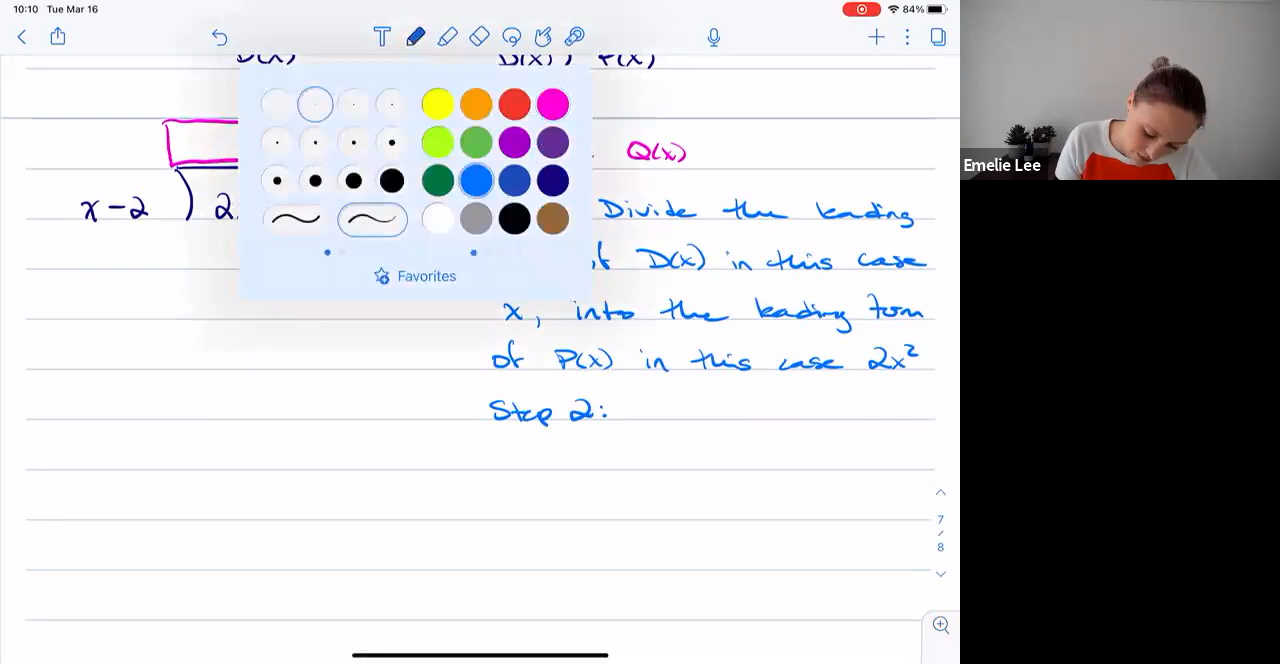 10:10 Tue Mar 16
84%
D(x) D(x) P(x)
Q(x)
x-2 ) 2
Divide the leading
Emelie Lee
D(x) in this case
Favorites
x, into the leading term
of P(x) in this case 2x²
Step 2:
7
/
8